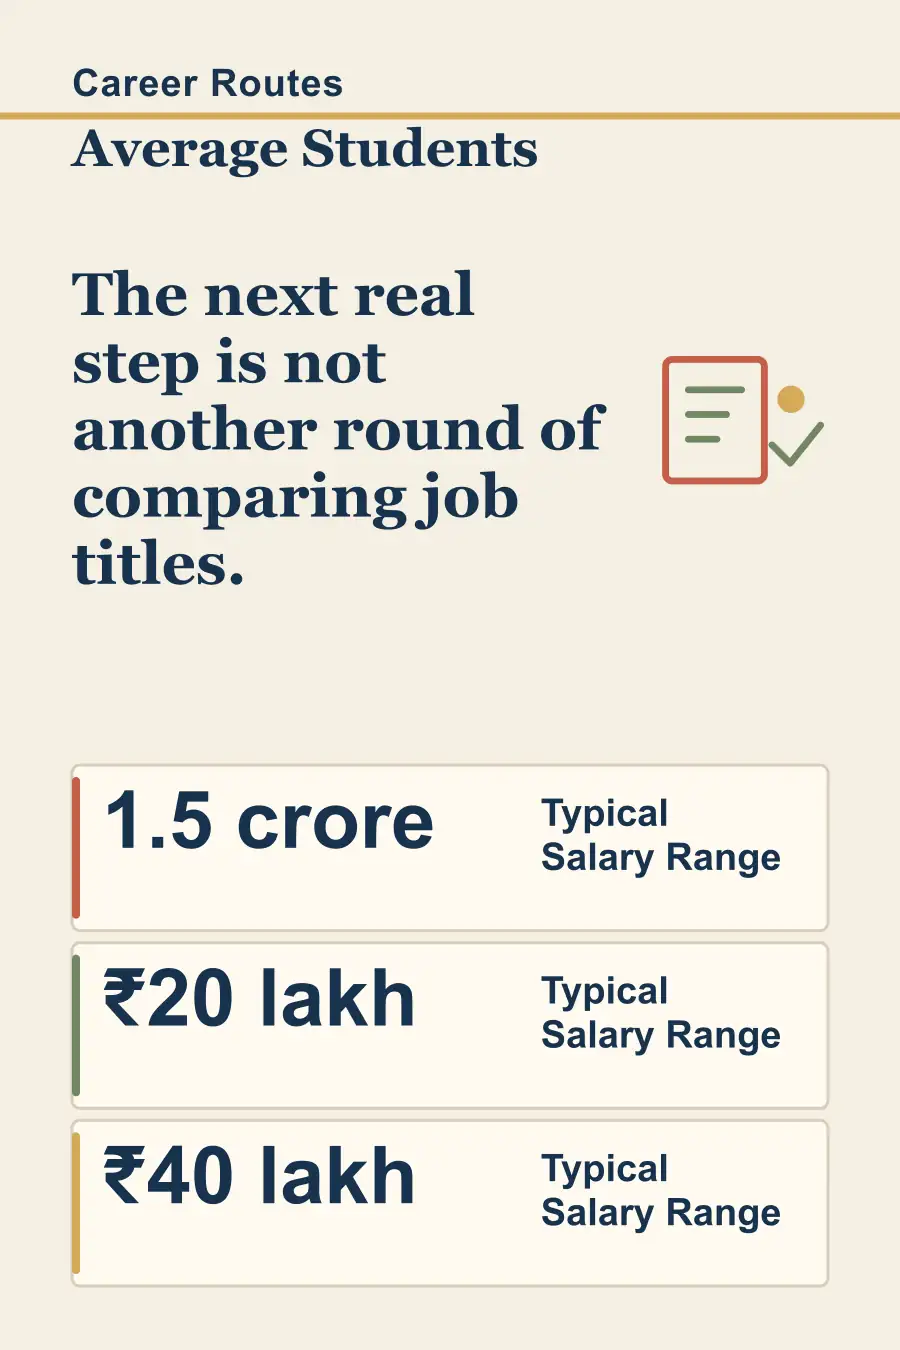 Career Routes
Average Students
The next real
step is not
another round of
comparing job
titles.
1.5 crore
Typical
Salary Range
₹20 lakh
Typical
Salary Range
₹40 lakh
Typical
Salary Range